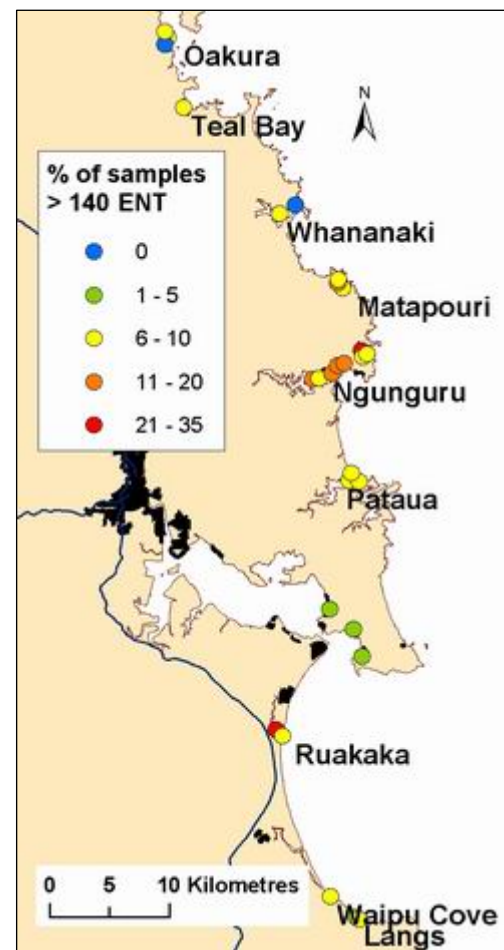 Oakura
Teal Bay
N
% of samples
> 140 ENT
0
1 - 5
6 - 10
11 - 20
21 - 35
Whananaki
Matapouri
Ngunguru
Pataua
Ruakaka
0 5 10 Kilometres
Waipu Cove
Langs